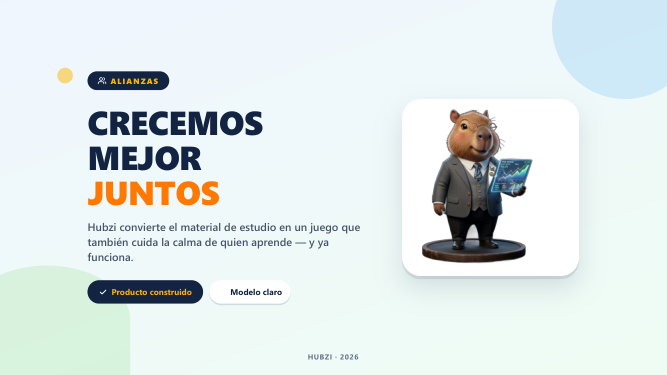 ALIANZAS
CRECEMOS
MEJOR
JUNTOS
Hubzi convierte el material de estudio en un juego que
también cuida la calma de quien aprende — y ya
funciona.
Producto construido
Modelo claro
HUBZI · 2026